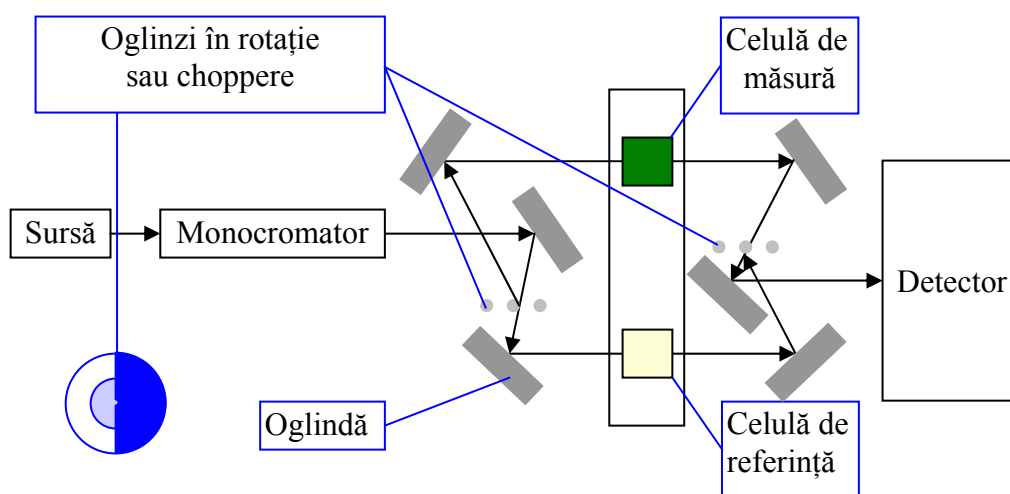 Oglinzi în rotație
sau choppere
Celulă de
măsură
Sursă
Monocromator
Detector
Oglindă
Celulă de
referință